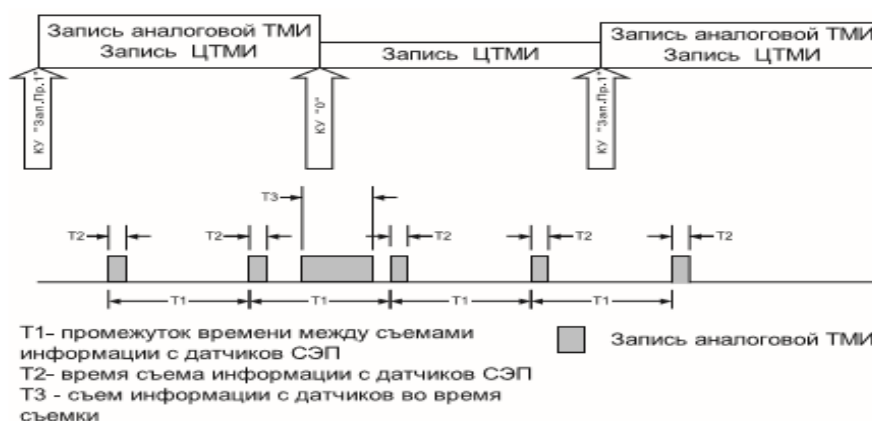 Запись аналоговой ТМИ
Запись ЦТМИ
Запись ЦТМИ
Запись аналоговой ТМИ
Запись ЦТМИ
КУ "Зап.Пр.1"
КУ "0"
КУ "Зап.Пр.1"
Т3
Т2
Т2
Т2
Т2
Т2
Т1
Т1
Т1
Т1
Т1- промежуток времени между съемами
информации с датчиков СЭП
Т2- время съема информации с датчиков СЭП
Т3 - съем информации с датчиков во время
съемки
Запись аналоговой ТМИ